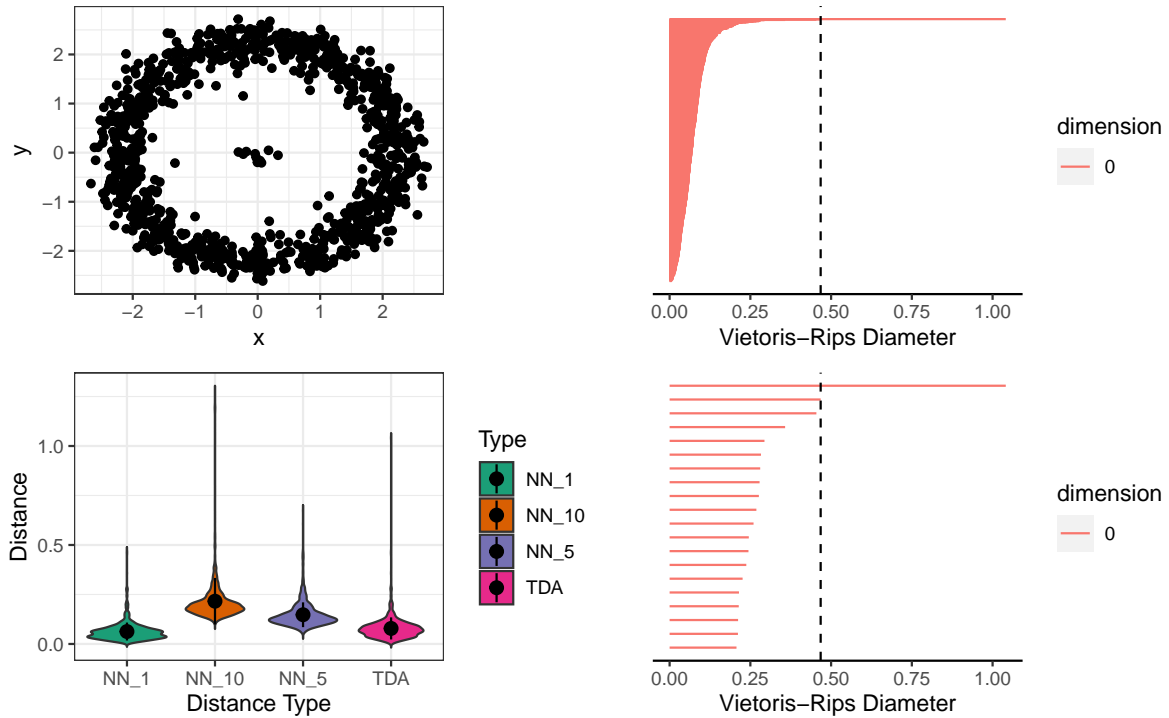 2
1
0
−1
−2
y
−2 −1 0 1 2
x
0.00 0.25 0.50 0.75 1.00
Vietoris−Rips Diameter
dimension
0
1.0
0.5
0.0
Distance
NN_1 NN_10 NN_5 TDA
Distance Type
Type
NN_1
NN_10
NN_5
TDA
0.00 0.25 0.50 0.75 1.00
Vietoris−Rips Diameter
dimension
0